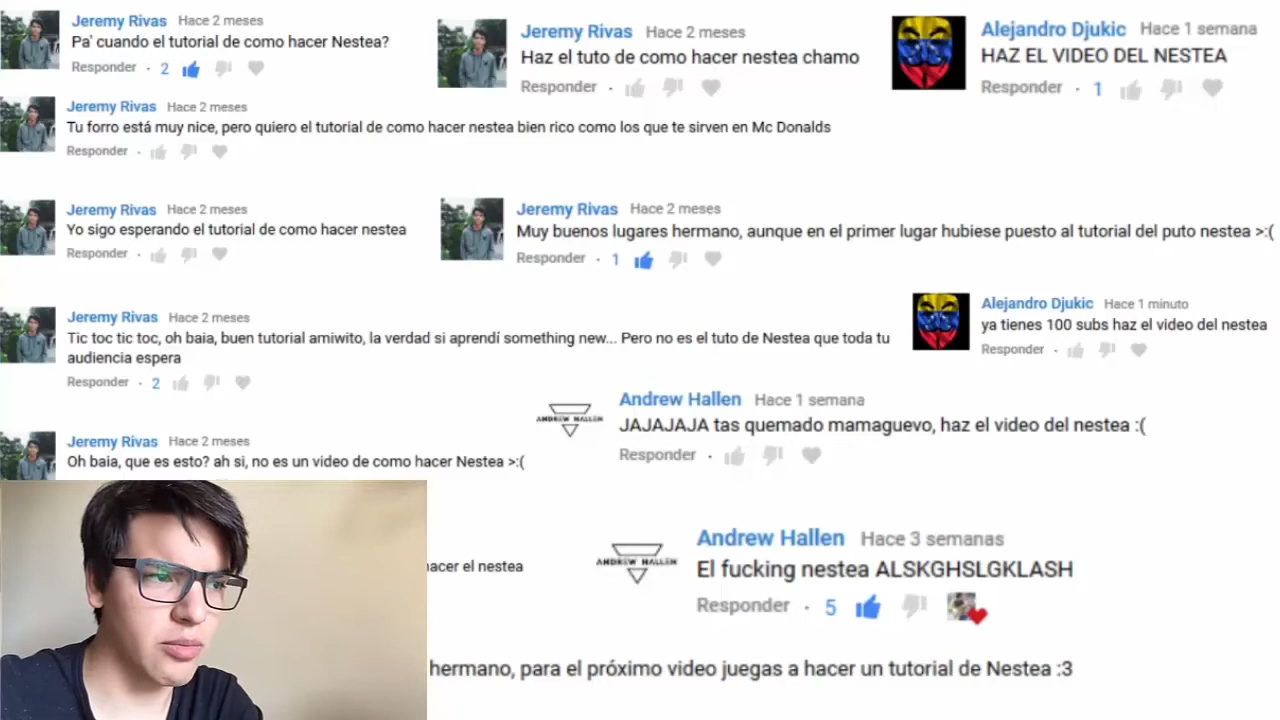 Jeremy Rivas Hace 2 meses
Pa' cuando el tutorial de como hacer Nestea?
Responder · 2
Jeremy Rivas Hace 2 meses
Haz el tuto de como hacer nestea chamo
Responder ·
Alejandro Djukic Hace 1 semana
HAZ EL VIDEO DEL NESTEA
Responder · 1
Jeremy Rivas Hace 2 meses
Tu forro está muy nice, pero quiero el tutorial de como hacer nestea bien rico como los que te sirven en Mc Donalds
Responder ·
Jeremy Rivas Hace 2 meses
Yo sigo esperando el tutorial de como hacer nestea
Responder ·
Jeremy Rivas Hace 2 meses
Muy buenos lugares hermano, aunque en el primer lugar hubiese puesto al tutorial del puto nestea >:(
Responder · 1
Jeremy Rivas Hace 2 meses
Tic toc tic toc, oh baia, buen tutorial amiwito, la verdad si aprendí something new... Pero no es el tuto de Nestea que toda tu
audiencia espera
Responder · 2
Alejandro Djukic Hace 1 minuto
ya tienes 100 subs haz el video del nestea
Responder ·
ANDREW HALLEN
Andrew Hallen Hace 1 semana
JAJAJAJA tas quemado mamaguevo, haz el video del nestea :(
Responder ·
Jeremy Rivas Hace 2 meses
Oh baia, que es esto? ah si, no es un video de como hacer Nestea >:(
acer el nestea
ANDREW HALLEN
Andrew Hallen Hace 3 semanas
El fucking nestea ALSKGHSLGKLASH
Responder · 5
hermano, para el próximo video juegas a hacer un tutorial de Nestea :3